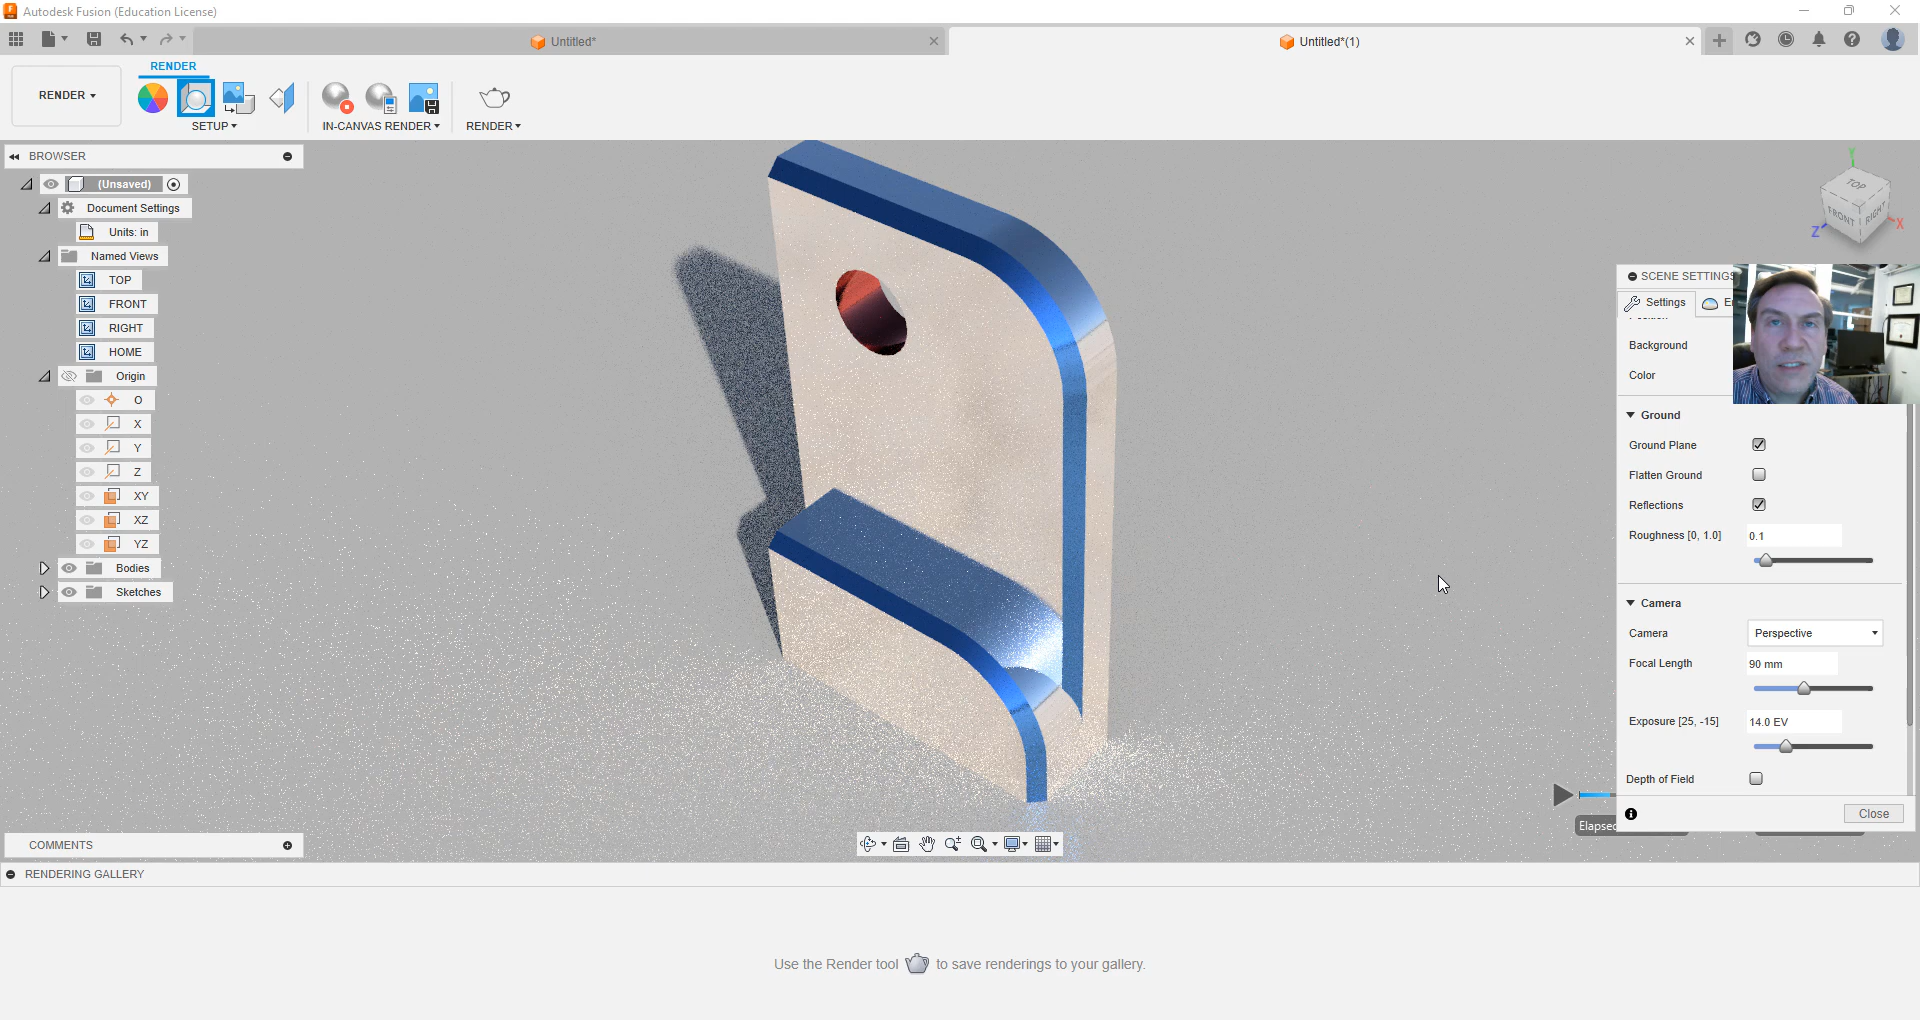 Autodesk Fusion (Education License)
Untitled*
Untitled*(1)
RENDER
RENDER
SETUP
IN-CANVAS RENDER
RENDER
BROWSER
(Unsaved)
Document Settings
Units: in
Named Views
TOP
FRONT
RIGHT
HOME
Origin
O
X
Y
Z
XY
XZ
YZ
Bodies
Sketches
Y
TOP
FRONT
RIGHT
Z
X
SCENE SETTINGS
Settings
Position
Background
Color
Ground
Ground Plane
Flatten Ground
Reflections
Roughness [0, 1.0]
0.1
Camera
Camera
Perspective
Focal Length
90 mm
Exposure [25, -15]
14.0 EV
Depth of Field
Close
COMMENTS
RENDERING GALLERY
Use the Render tool to save renderings to your gallery.